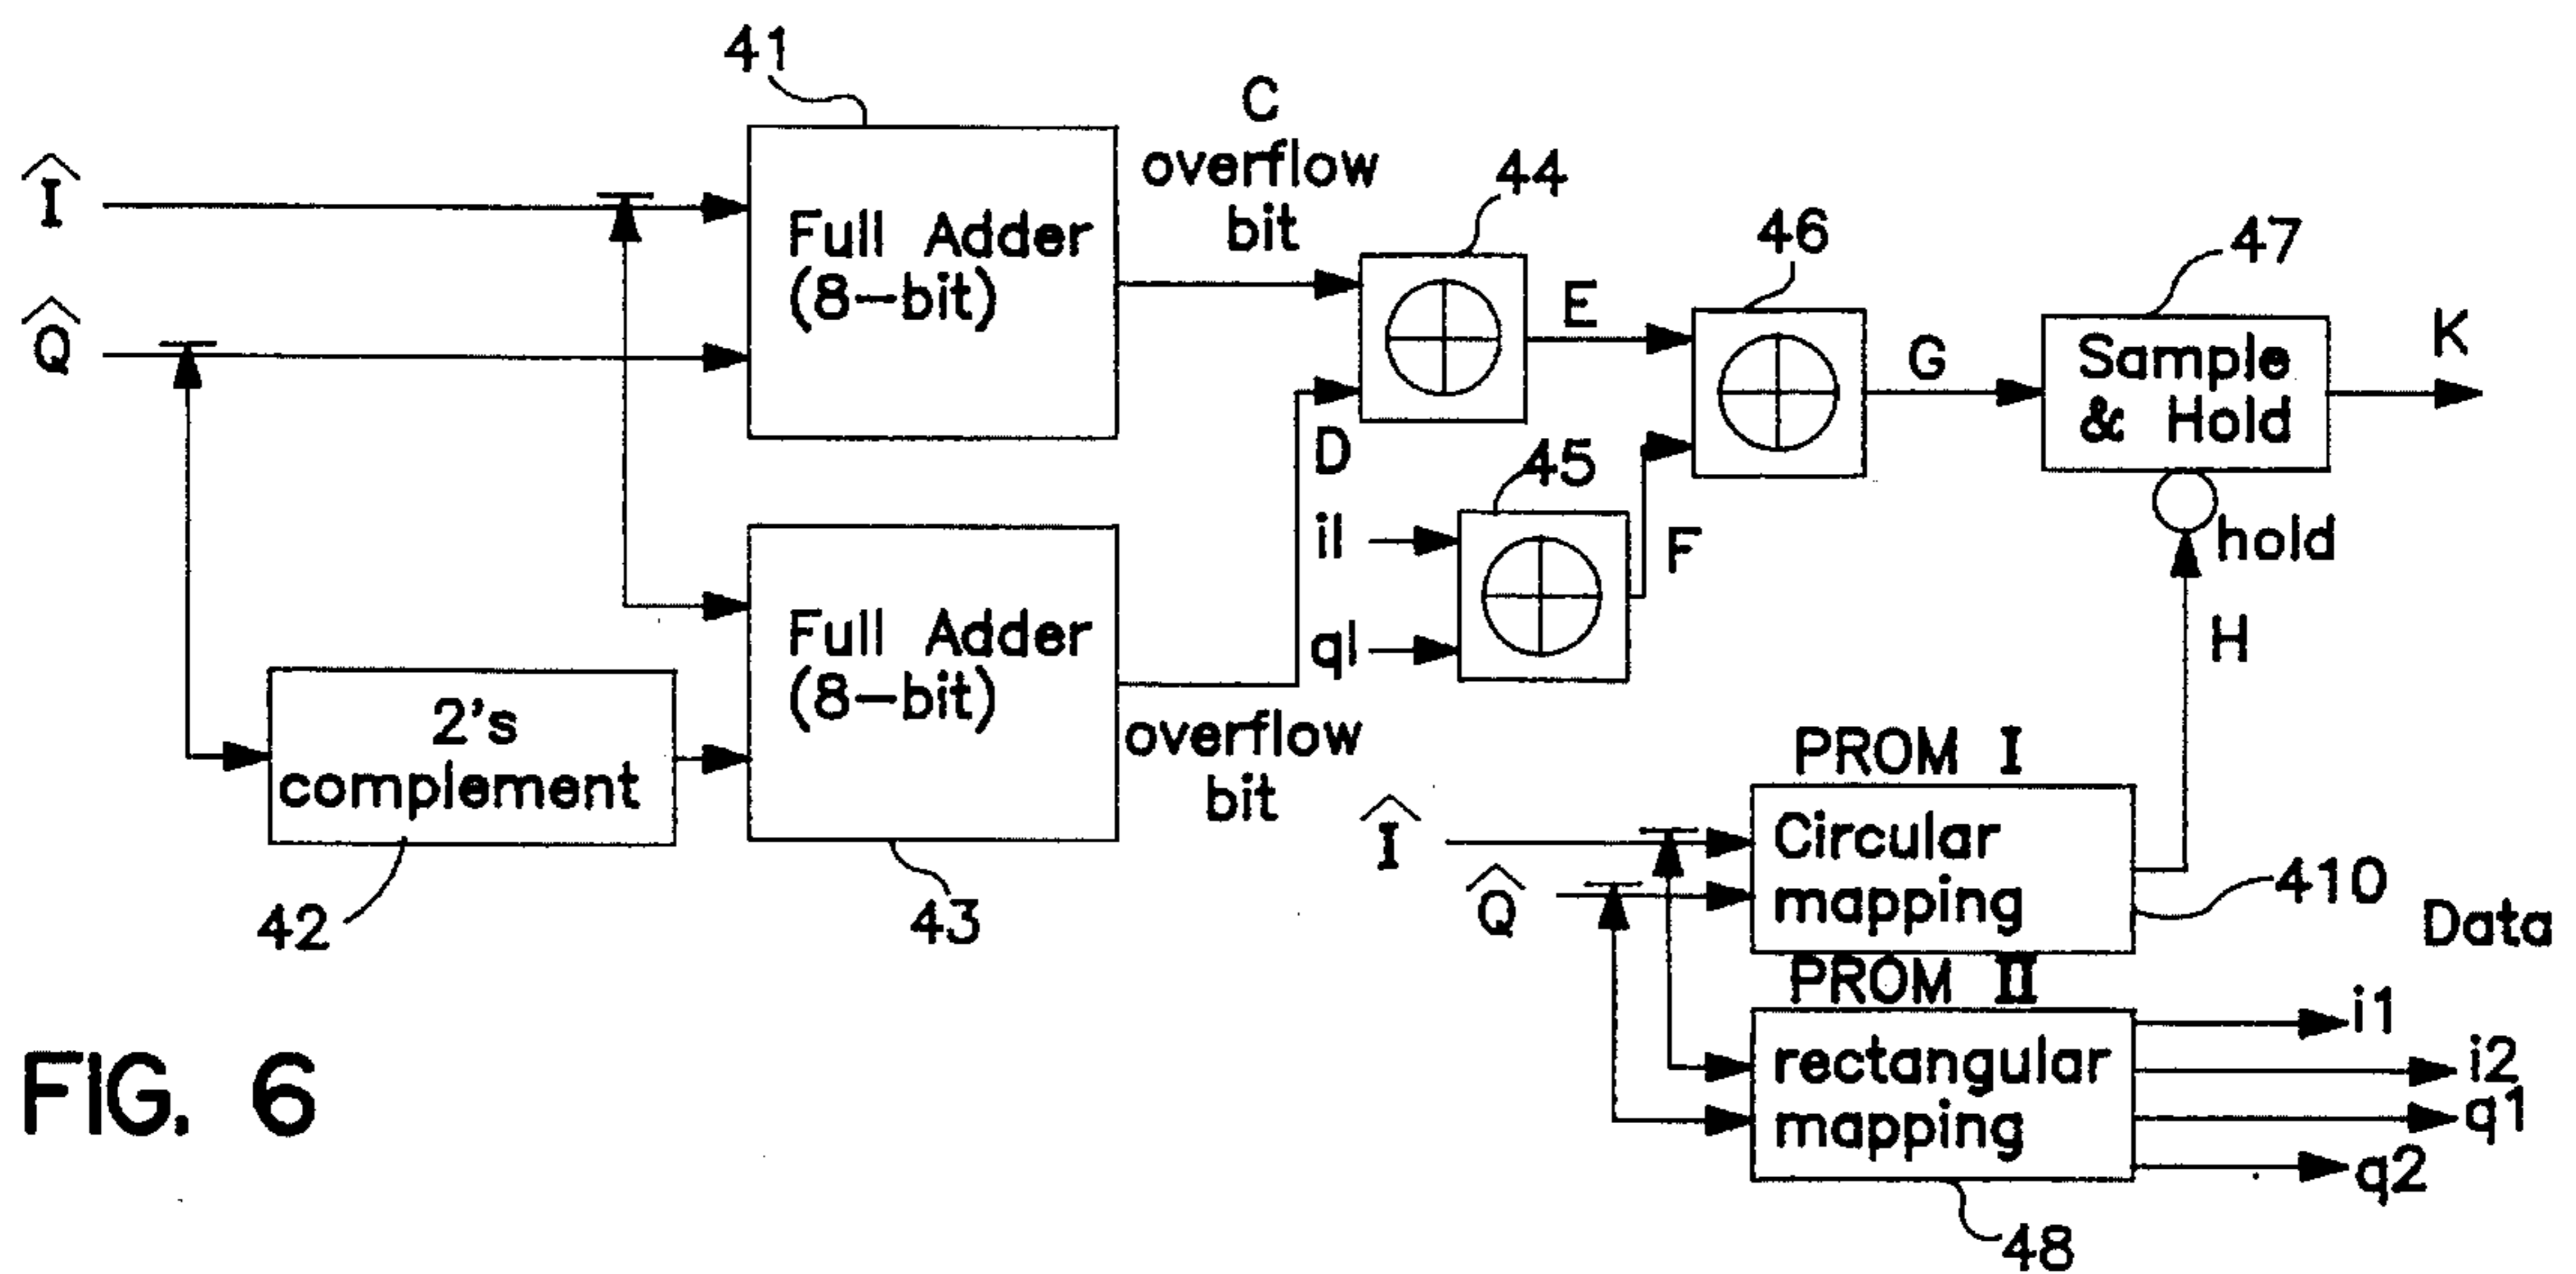 41
Î
Full Adder
(8-bit)
C
overflow
bit
44
Q̂
E
46
47
G
Sample
& Hold
K
D
45
i1
q1
F
hold
H
Full Adder
(8-bit)
overflow
bit
2's
complement
42
43
PROM I
Î
Q̂
Circular
mapping
410
Data
PROM II
rectangular
mapping
i1
i2
q1
q2
48
FIG. 6